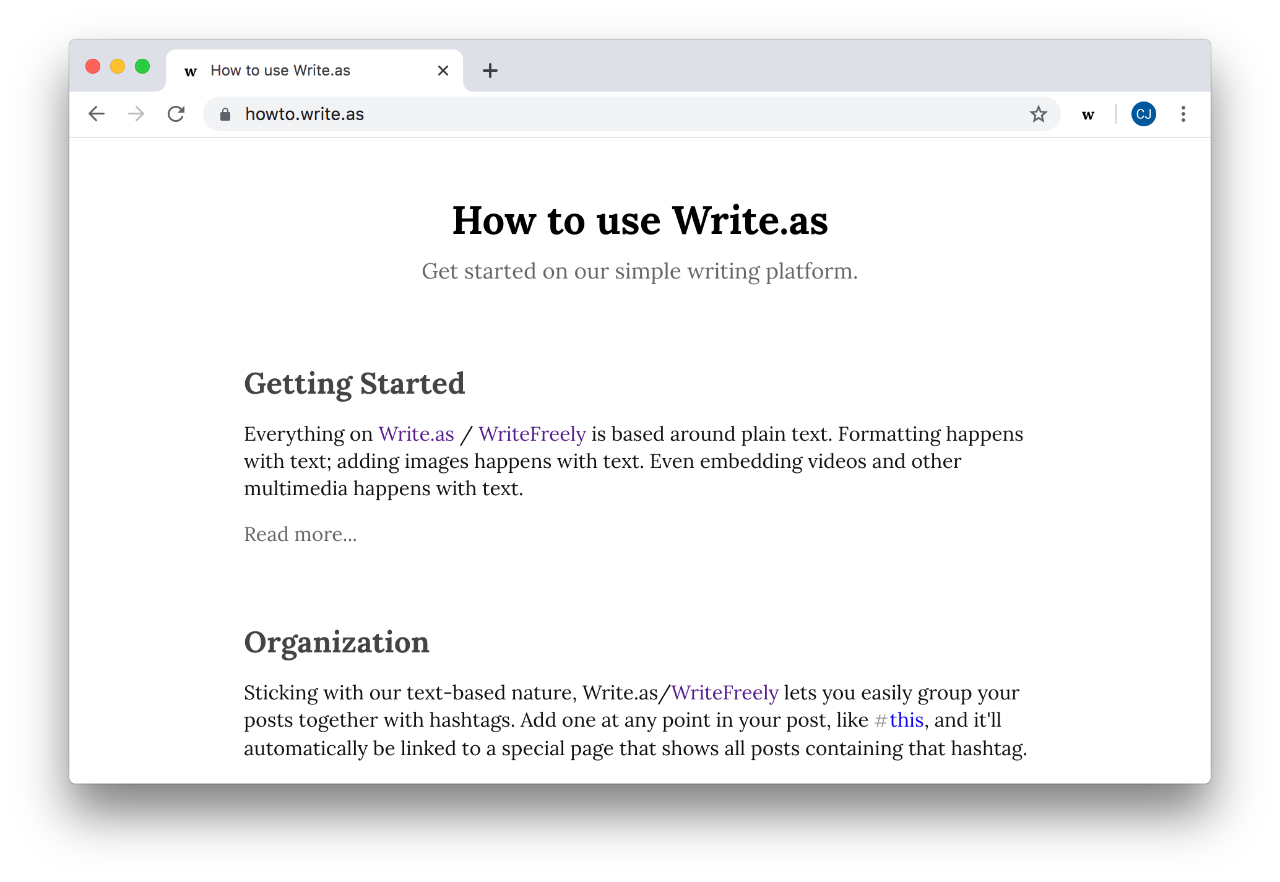 w How to use Write.as
howto.write.as w CJ
How to use Write.as
Get started on our simple writing platform.
Getting Started
Everything on Write.as / WriteFreely is based around plain text. Formatting happens
with text; adding images happens with text. Even embedding videos and other
multimedia happens with text.
Read more...
Organization
Sticking with our text-based nature, Write.as/WriteFreely lets you easily group your
posts together with hashtags. Add one at any point in your post, like #this, and it'll
automatically be linked to a special page that shows all posts containing that hashtag.